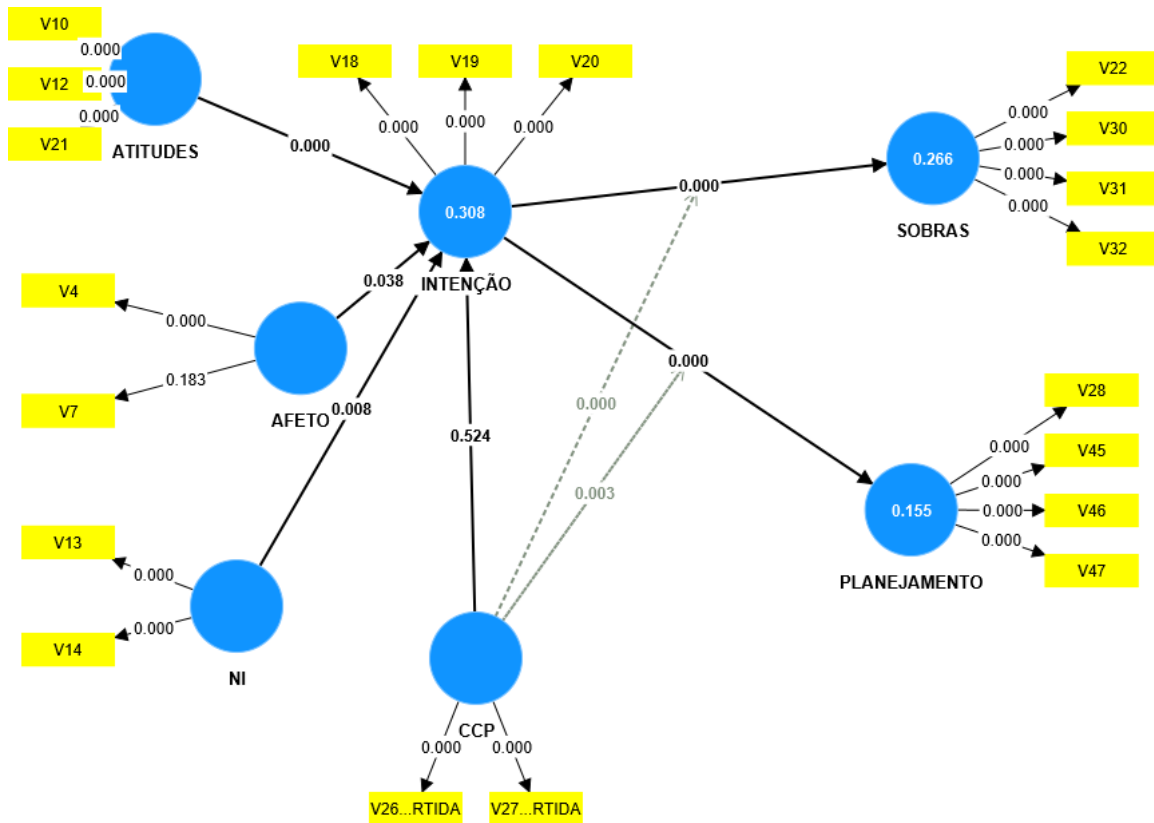 V10
0.000
V12
0.000
0.000
V21
ATITUDES
0.000
V18
V19
V20
0.000
0.000
0.000
0.308
INTENÇÃO
0.000
0.266
SOBRAS
V22
0.000
V30
0.000
0.000
V31
0.000
V32
V4
0.000
0.183
V7
AFETO
0.038
0.008
0.524
0.000
0.003
0.000
V13
0.000
0.000
V14
NI
CCP
0.000
0.000
V26...RTIDA
V27...RTIDA
0.155
PLANEJAMENTO
V28
0.000
V45
0.000
0.000
V46
0.000
V47